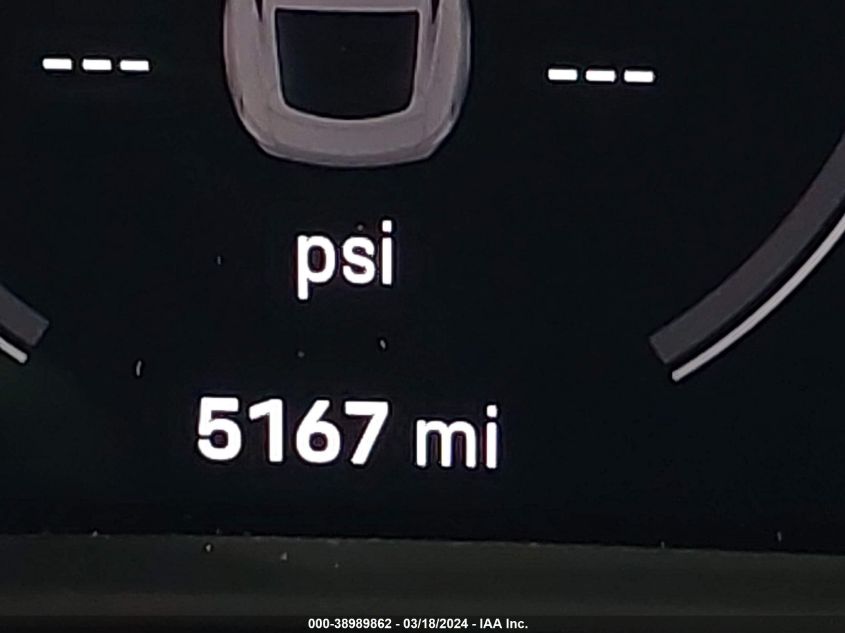 --- ---
psi
5167 mi
000-38989862 - 03/18/2024 - IAA Inc.